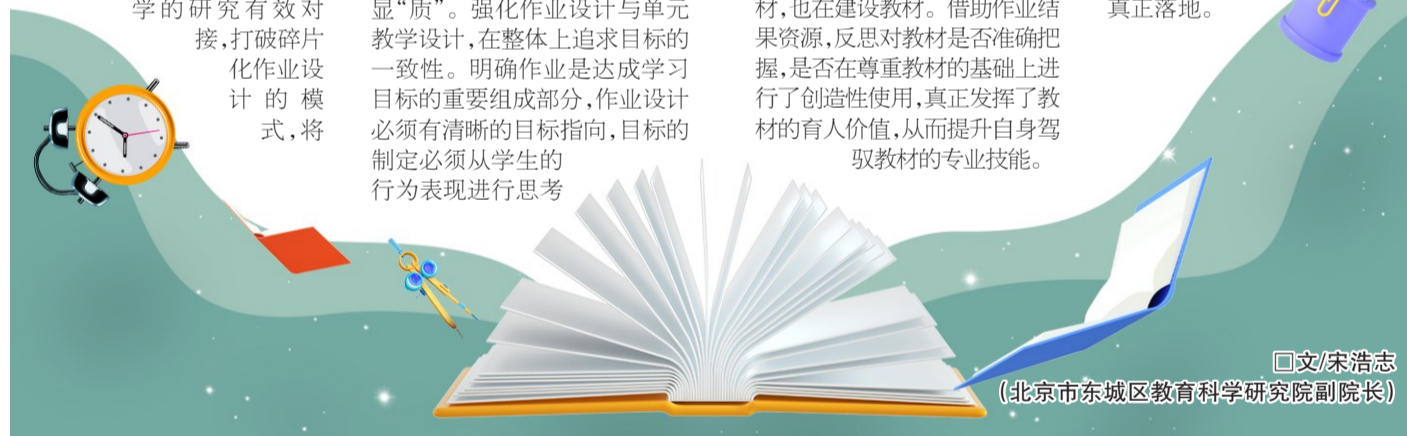 学的研究有效对
接,打破碎片
化作业设
计的模
式,将
显“质”。强化作业设计与单元
教学设计,在整体上追求目标的
一致性。明确作业是达成学习
目标的重要组成部分,作业设计
必须有清晰的目标指向,目标的
制定必须从学生的
行为表现进行思考
材,也在建设教材。借助作业结
果资源,反思对教材是否准确把
握,是否在尊重教材的基础上进
行了创造性使用,真正发挥了教
材的育人价值,从而提升自身驾
驭教材的专业技能。
真正落地。
□文/宋浩志
(北京市东城区教育科学研究院副院长)